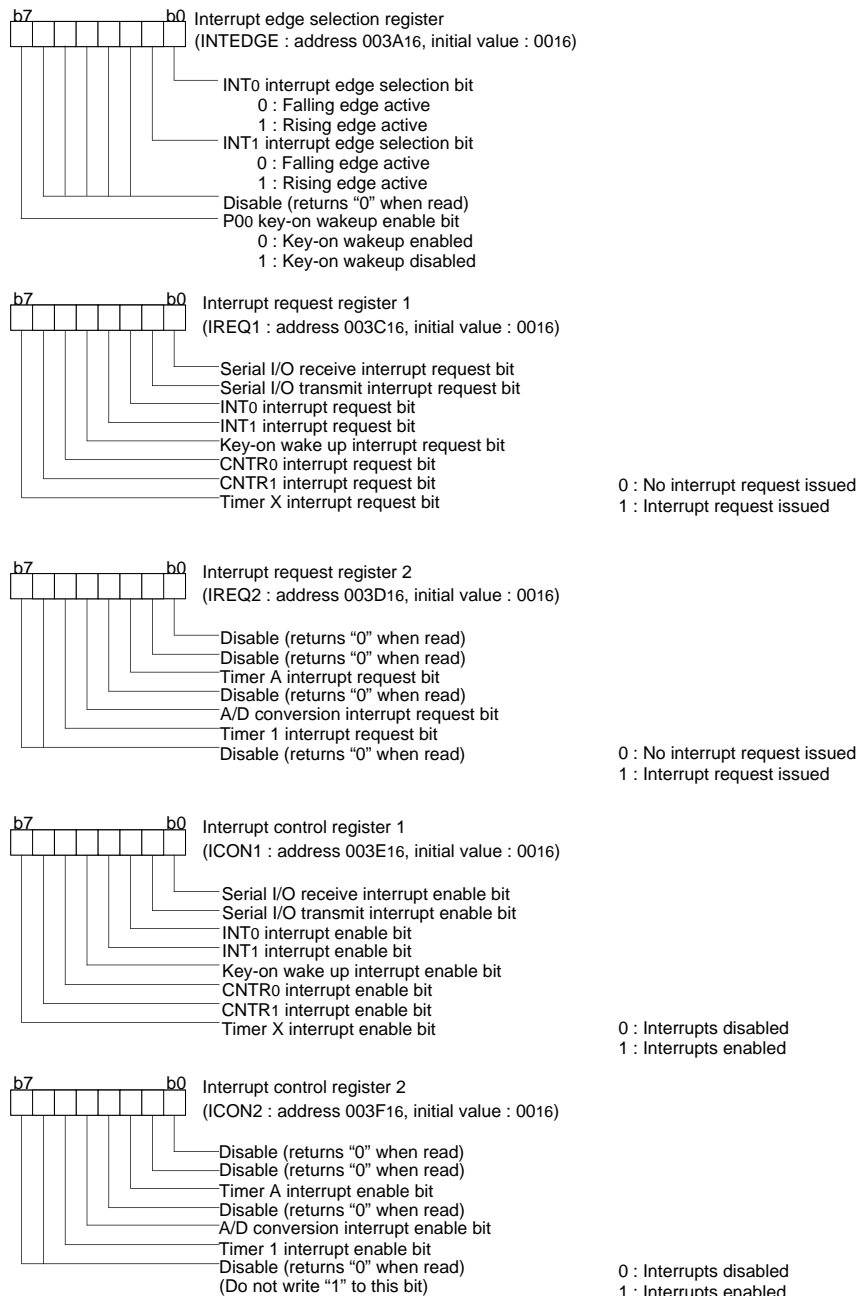 b7 b0 Interrupt edge selection register
(INTEDGE : address 003A16, initial value : 0016)
INT0 interrupt edge selection bit
0 : Falling edge active
1 : Rising edge active
INT1 interrupt edge selection bit
0 : Falling edge active
1 : Rising edge active
Disable (returns “0” when read)
P00 key-on wakeup enable bit
0 : Key-on wakeup enabled
1 : Key-on wakeup disabled
b7 b0 Interrupt request register 1
(IREQ1 : address 003C16, initial value : 0016)
Serial I/O receive interrupt request bit
Serial I/O transmit interrupt request bit
INT0 interrupt request bit
INT1 interrupt request bit
Key-on wake up interrupt request bit
CNTR0 interrupt request bit
CNTR1 interrupt request bit
Timer X interrupt request bit
0 : No interrupt request issued
1 : Interrupt request issued
b7 b0 Interrupt request register 2
(IREQ2 : address 003D16, initial value : 0016)
Disable (returns “0” when read)
Disable (returns “0” when read)
Timer A interrupt request bit
Disable (returns “0” when read)
A/D conversion interrupt request bit
Timer 1 interrupt request bit
Disable (returns “0” when read)
0 : No interrupt request issued
1 : Interrupt request issued
b7 b0 Interrupt control register 1
(ICON1 : address 003E16, initial value : 0016)
Serial I/O receive interrupt enable bit
Serial I/O transmit interrupt enable bit
INT0 interrupt enable bit
INT1 interrupt enable bit
Key-on wake up interrupt enable bit
CNTR0 interrupt enable bit
CNTR1 interrupt enable bit
Timer X interrupt enable bit
0 : Interrupts disabled
1 : Interrupts enabled
b7 b0 Interrupt control register 2
(ICON2 : address 003F16, initial value : 0016)
Disable (returns “0” when read)
Disable (returns “0” when read)
Timer A interrupt enable bit
Disable (returns “0” when read)
A/D conversion interrupt enable bit
Timer 1 interrupt enable bit
Disable (returns “0” when read)
(Do not write “1” to this bit)
0 : Interrupts disabled
1 : Interrupts enabled